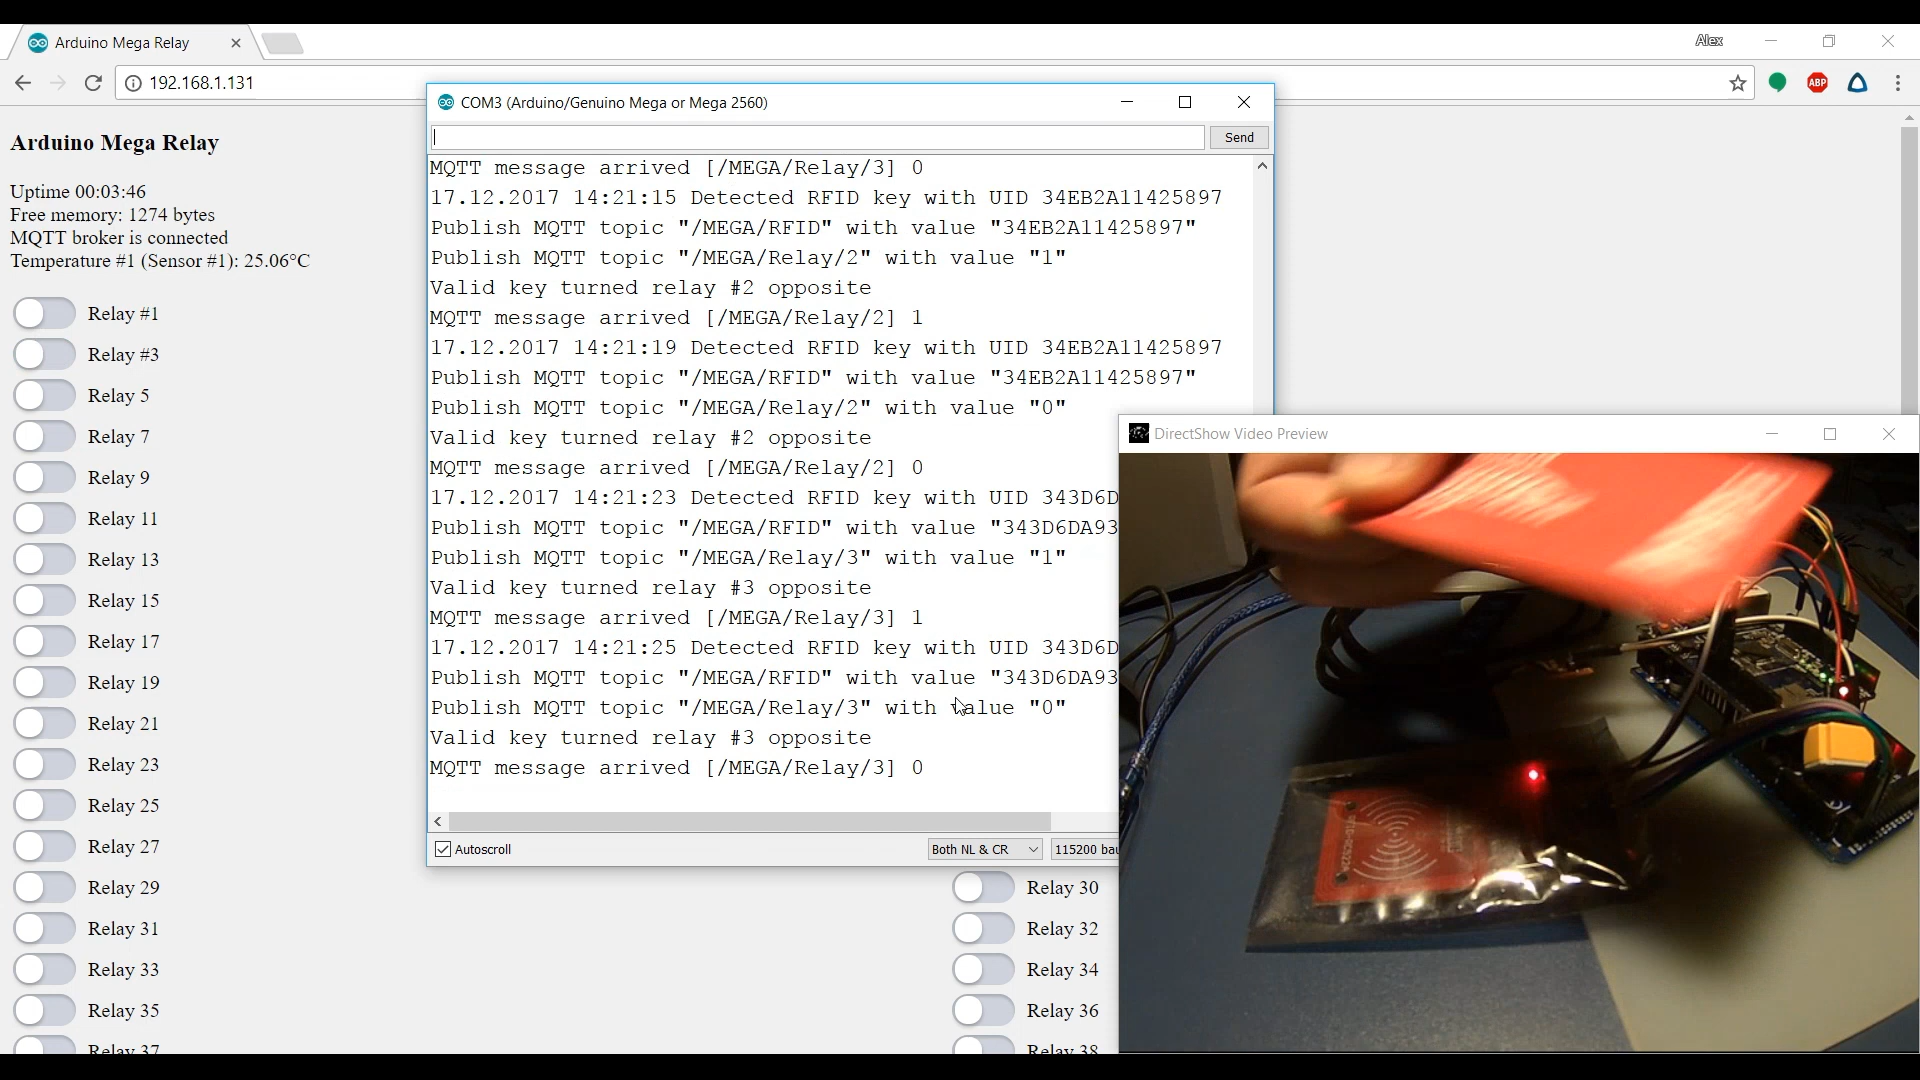 Arduino Mega Relay
Alex
192.168.1.131
ABP
Arduino Mega Relay
Uptime 00:03:46
Free memory: 1274 bytes
MQTT broker is connected
Temperature #1 (Sensor #1): 25.06°C
Relay #1
Relay #3
Relay 5
Relay 7
Relay 9
Relay 11
Relay 13
Relay 15
Relay 17
Relay 19
Relay 21
Relay 23
Relay 25
Relay 27
Relay 29
Relay 31
Relay 33
Relay 35
Relay 37
COM3 (Arduino/Genuino Mega or Mega 2560)
Send
MQTT message arrived [/MEGA/Relay/3] 0
17.12.2017 14:21:15 Detected RFID key with UID 34EB2A11425897
Publish MQTT topic "/MEGA/RFID" with value "34EB2A11425897"
Publish MQTT topic "/MEGA/Relay/2" with value "1"
Valid key turned relay #2 opposite
MQTT message arrived [/MEGA/Relay/2] 1
17.12.2017 14:21:19 Detected RFID key with UID 34EB2A11425897
Publish MQTT topic "/MEGA/RFID" with value "34EB2A11425897"
Publish MQTT topic "/MEGA/Relay/2" with value "0"
Valid key turned relay #2 opposite
MQTT message arrived [/MEGA/Relay/2] 0
17.12.2017 14:21:23 Detected RFID key with UID 343D6D
Publish MQTT topic "/MEGA/RFID" with value "343D6DA93
Publish MQTT topic "/MEGA/Relay/3" with value "1"
Valid key turned relay #3 opposite
MQTT message arrived [/MEGA/Relay/3] 1
17.12.2017 14:21:25 Detected RFID key with UID 343D6D
Publish MQTT topic "/MEGA/RFID" with value "343D6DA93
Publish MQTT topic "/MEGA/Relay/3" with value "0"
Valid key turned relay #3 opposite
MQTT message arrived [/MEGA/Relay/3] 0
Autoscroll
Both NL & CR
115200 bau
Relay 30
Relay 32
Relay 34
Relay 36
Relay 38
DirectShow Video Preview